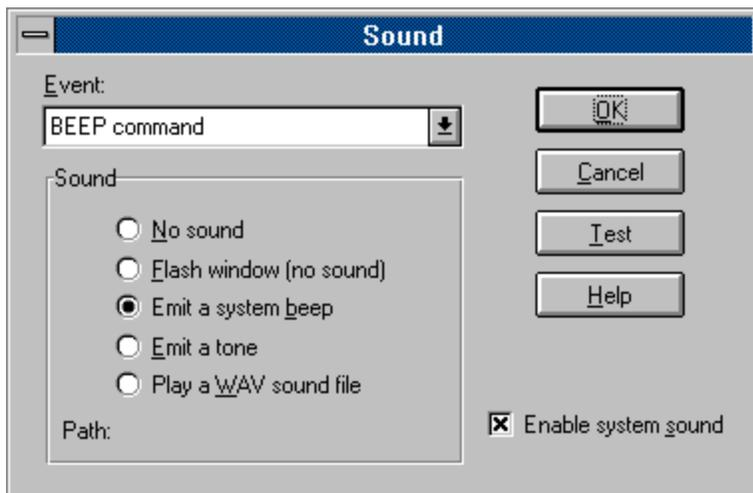 Sound
Event:
BEEP command
Sound
No sound
Flash window (no sound)
Emit a system beep
Emit a tone
Play a WAV sound file
Path:
OK
Cancel
Test
Help
Enable system sound